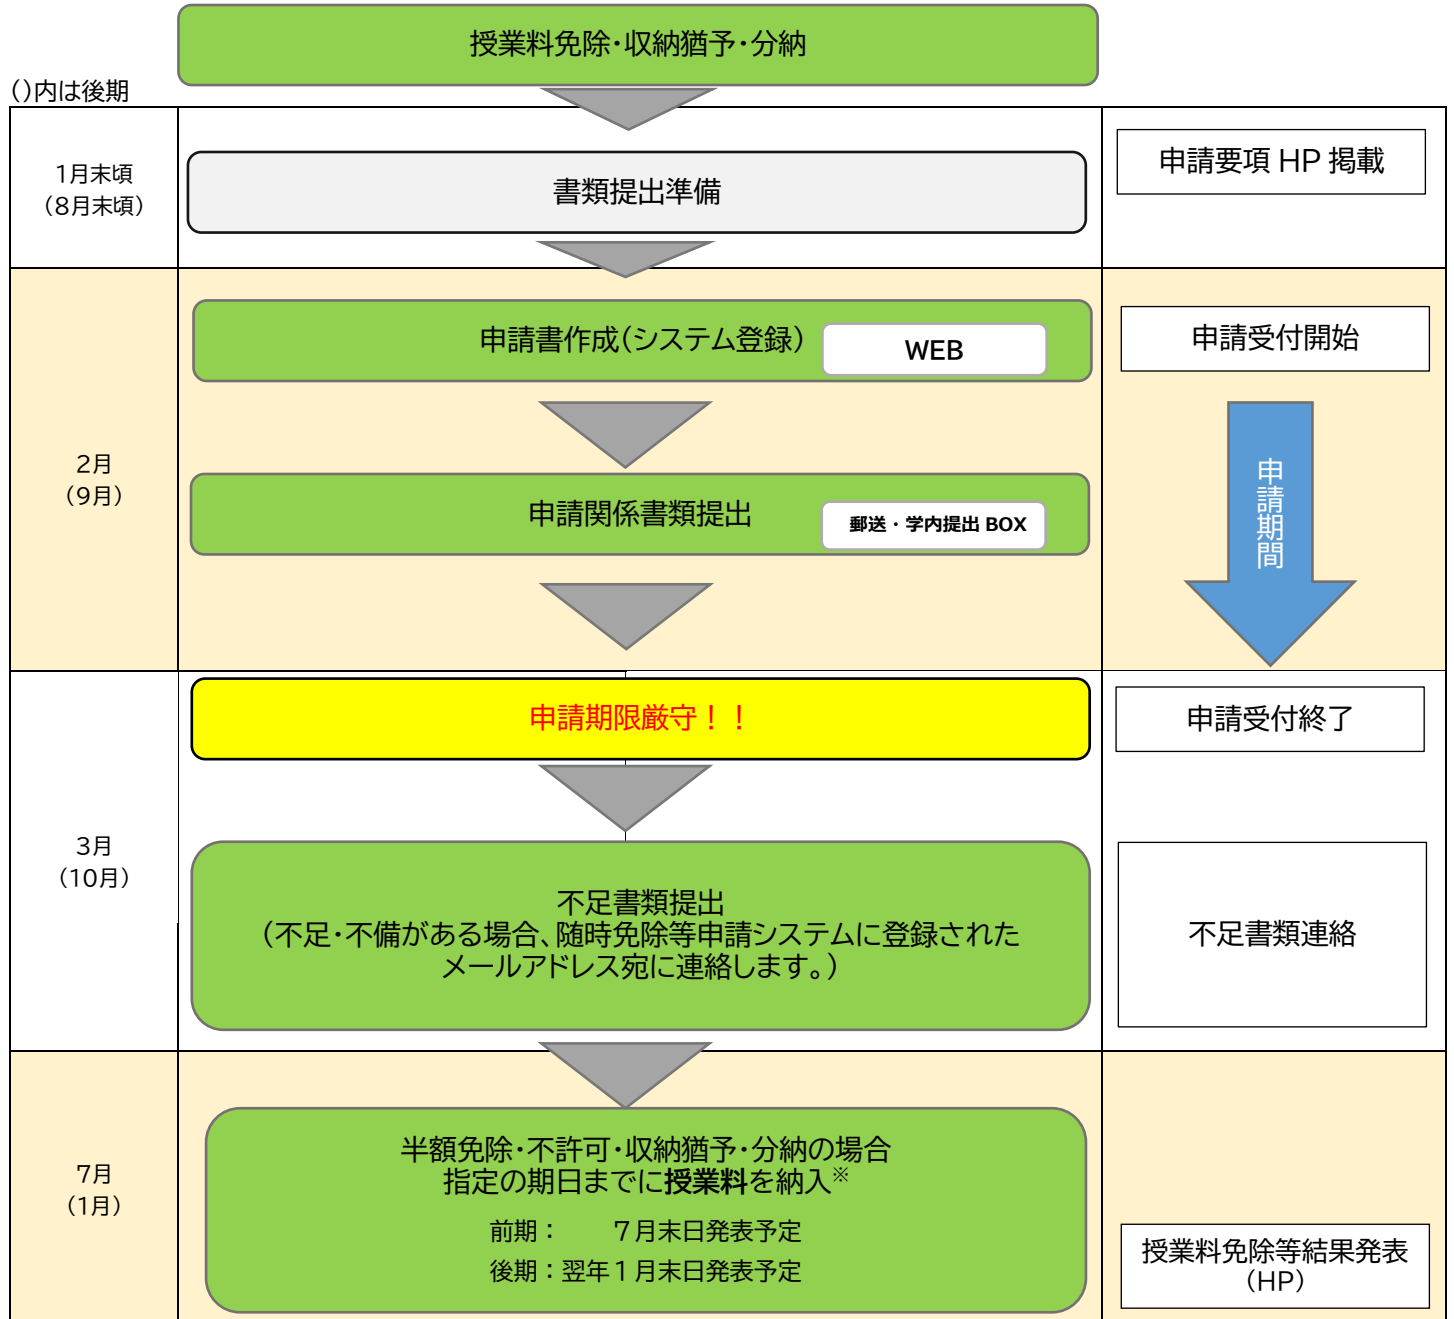 授業料免除・収納猶予・分納
()内は後期
1月末頃
(8月末頃)
書類提出準備
申請要項 HP 掲載
2月
(9月)
申請書作成(システム登録)
WEB
申請受付開始
申請関係書類提出
郵送・学内提出 BOX
申請期間
3月
(10月)
申請期限厳守!!
申請受付終了
不足書類提出
(不足・不備がある場合、随時免除等申請システムに登録された
メールアドレス宛に連絡します。)
不足書類連絡
7月
(1月)
半額免除・不許可・収納猶予・分納の場合
指定の期日までに授業料を納入※
前期: 7月末日発表予定
後期:翌年1月末日発表予定
授業料免除等結果発表
(HP)